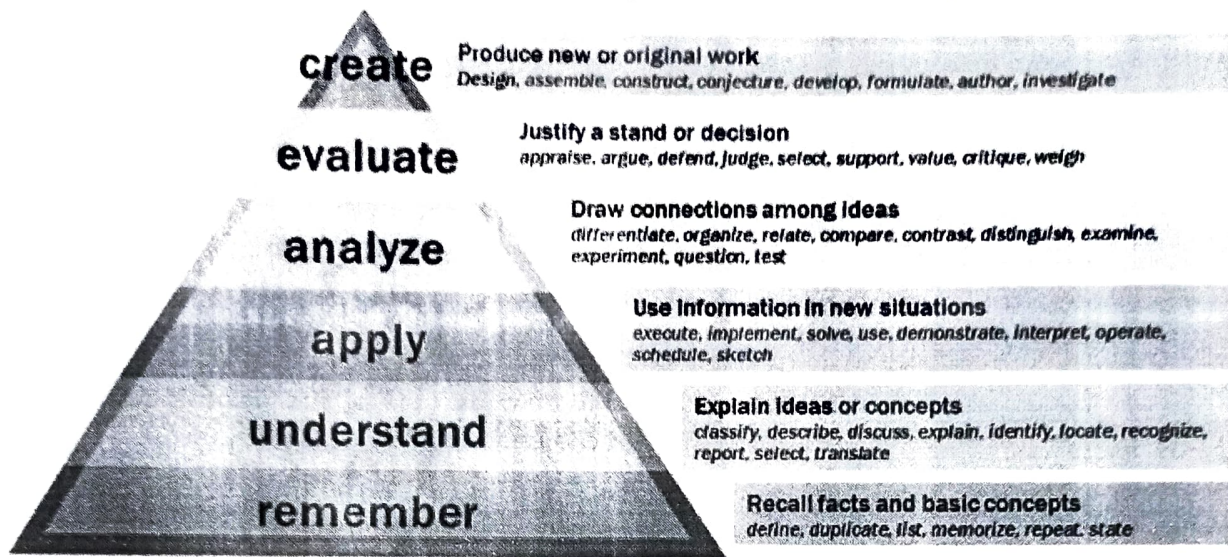 create
Produce new or original work
Design, assemble, construct, conjecture, develop, formulate, author, investigate
evaluate
Justify a stand or decision
appraise, argue, defend, judge, select, support, value, critique, weigh
analyze
Draw connections among ideas
differentiate, organize, relate, compare, contrast, distinguish, examine,
experiment, question, test
apply
Use information in new situations
execute, implement, solve, use, demonstrate, interpret, operate,
schedule, sketch
understand
Explain ideas or concepts
classify, describe, discuss, explain, identify, locate, recognize,
report, select, translate
remember
Recall facts and basic concepts
define, duplicate, list, memorize, repeat, state